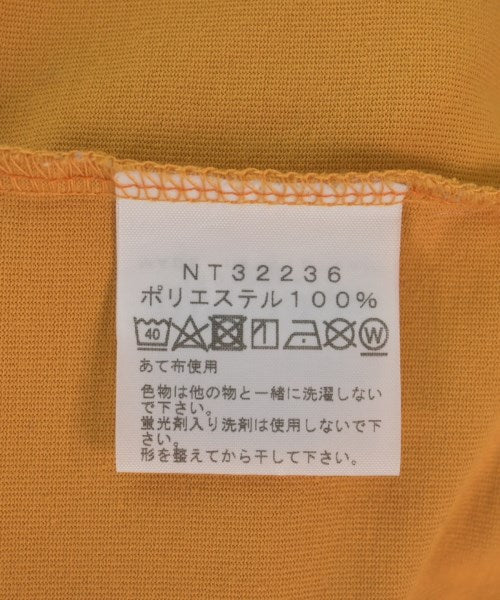 NT32236
ポリエステル100%
40 W
あて布使用
色物は他の物と一緒に洗濯しない
で下さい。
蛍光剤入り洗剤は使用しないで下
さい。
形を整えてから干して下さい。